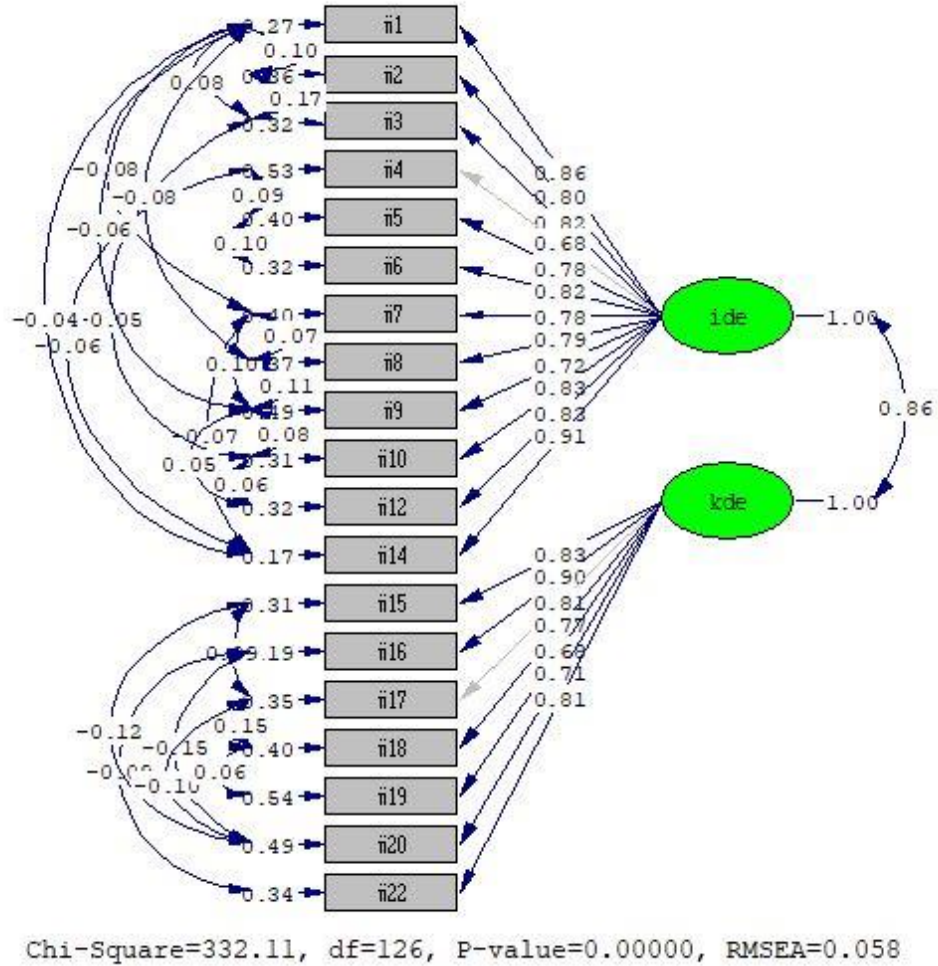 0.27 ii1
0.10
ii2
0.08 0.17
0.32 ii3
0.86
-0.08 0.53 ii4
0.80
-0.08 0.09
0.82
0.40 ii5
-0.06 0.68
0.10
0.78
0.32 ii6
0.82
-0.04 -0.05 0.40 ii7 0.78 ide 1.00
0.07
-0.06 0.79
0.10 ii8
0.72
0.11
0.83
0.86
ii9
0.83
-0.07 0.08
0.91
0.05 0.31 ii10
0.06
0.32 ii12
kde 1.00
0.17 ii14
0.83
0.90
0.31 ii15
0.81
0.77
0.19 ii16
0.71
0.35 ii17
0.81
-0.12 0.15
-0.15 0.40 ii18
0.06
-0.10
0.54 ii19
0.49 ii20
0.34 ii22
Chi-Square=332.11, df=126, P-value=0.00000, RMSEA=0.058